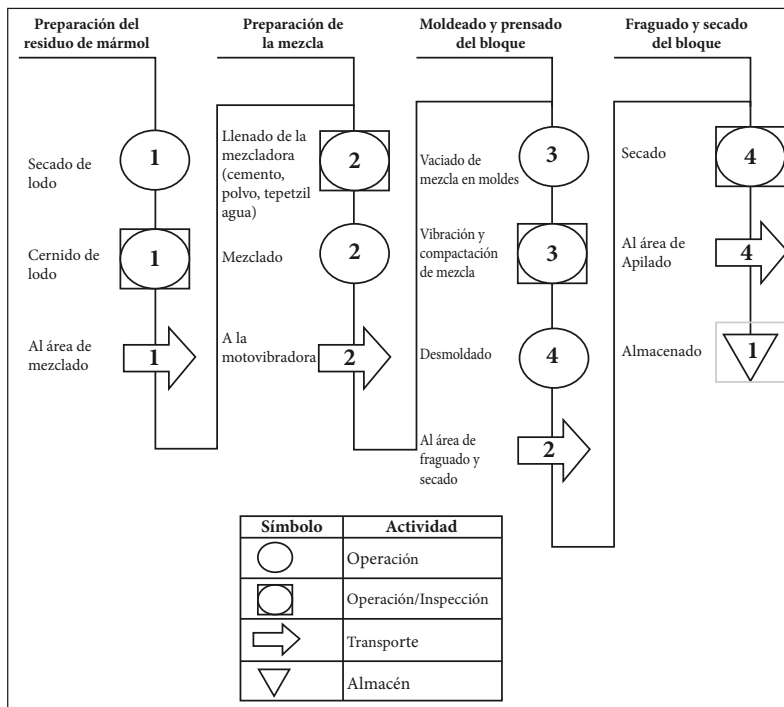 Preparación del
residuo de mármol
Secado de
lodo
1
Cernido de
lodo
1
Al área de
mezclado
1
Preparación de
la mezcla
Llenado de la
mezcladora
(cemento,
polvo, tepetzil
agua)
2
Mezclado
2
A la
motovibradora
2
Moldeado y prensado
del bloque
Vaciado de
mezcla en moldes
3
Vibración y
compactación
de mezcla
3
Desmoldado
4
Al área de
fraguado y
secado
2
Fraguado y secado
del bloque
Secado
4
Al área de
Apilado
4
Almacenado
1
Símbolo Actividad
Operación
Operación/Inspección
Transporte
Almacén